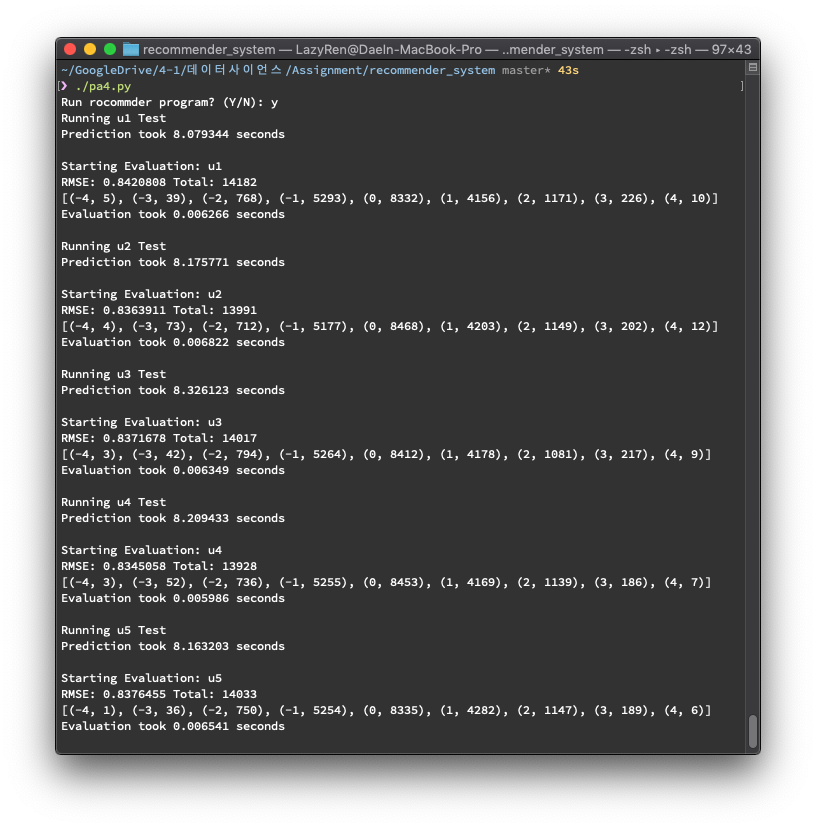 recommender_system — LazyRen@DaeIn-MacBook-Pro — ..mender_system — -zsh ▸ -zsh — 97×43
~/GoogleDrive/4-1/데이터사이언스/Assignment/recommender_system master* 43s
[❯ ./pa4.py ]
Run rocommder program? (Y/N): y
Running u1 Test
Prediction took 8.079344 seconds
Starting Evaluation: u1
RMSE: 0.8420808 Total: 14182
[(-4, 5), (-3, 39), (-2, 768), (-1, 5293), (0, 8332), (1, 4156), (2, 1171), (3, 226), (4, 10)]
Evaluation took 0.006266 seconds
Running u2 Test
Prediction took 8.175771 seconds
Starting Evaluation: u2
RMSE: 0.8363911 Total: 13991
[(-4, 4), (-3, 73), (-2, 712), (-1, 5177), (0, 8468), (1, 4203), (2, 1149), (3, 202), (4, 12)]
Evaluation took 0.006822 seconds
Running u3 Test
Prediction took 8.326123 seconds
Starting Evaluation: u3
RMSE: 0.8371678 Total: 14017
[(-4, 3), (-3, 42), (-2, 794), (-1, 5264), (0, 8412), (1, 4178), (2, 1081), (3, 217), (4, 9)]
Evaluation took 0.006349 seconds
Running u4 Test
Prediction took 8.209433 seconds
Starting Evaluation: u4
RMSE: 0.8345058 Total: 13928
[(-4, 3), (-3, 52), (-2, 736), (-1, 5255), (0, 8453), (1, 4169), (2, 1139), (3, 186), (4, 7)]
Evaluation took 0.005986 seconds
Running u5 Test
Prediction took 8.163203 seconds
Starting Evaluation: u5
RMSE: 0.8376455 Total: 14033
[(-4, 1), (-3, 36), (-2, 750), (-1, 5254), (0, 8335), (1, 4282), (2, 1147), (3, 189), (4, 6)]
Evaluation took 0.006541 seconds